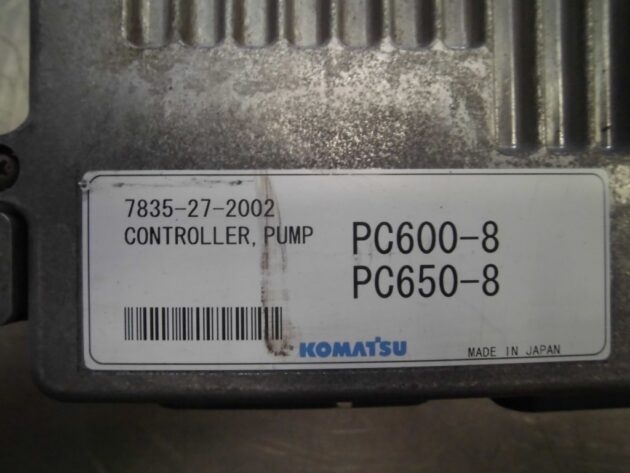 7835-27-2002
CONTROLLER, PUMP
PC600-8
PC650-8
KOMATSU
MADE IN JAPAN